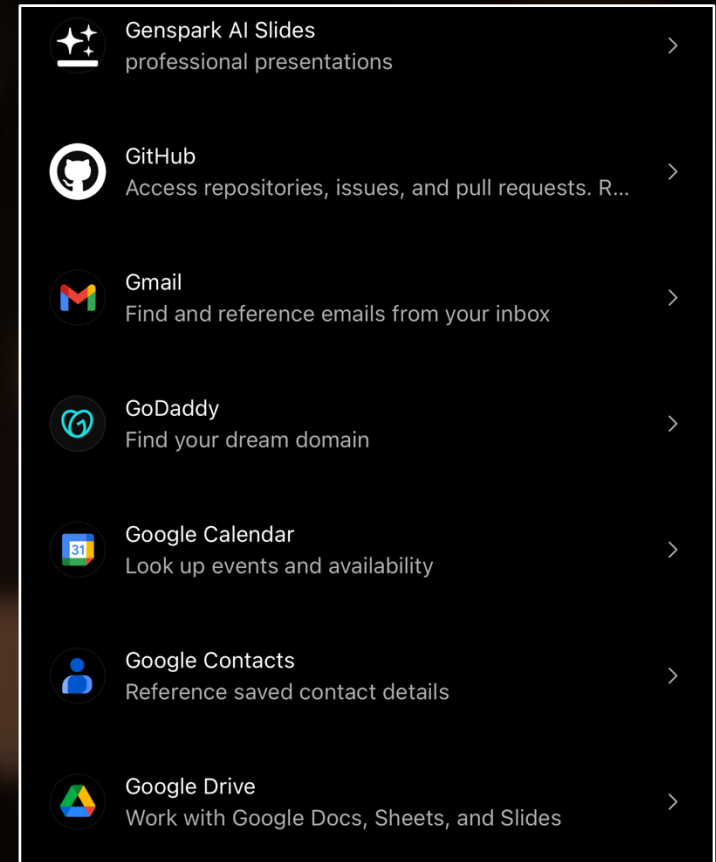 Genspark AI Slides
professional presentations
GitHub
Access repositories, issues, and pull requests. R...
Gmail
Find and reference emails from your inbox
GoDaddy
Find your dream domain
31
Google Calendar
Look up events and availability
Google Contacts
Reference saved contact details
Google Drive
Work with Google Docs, Sheets, and Slides